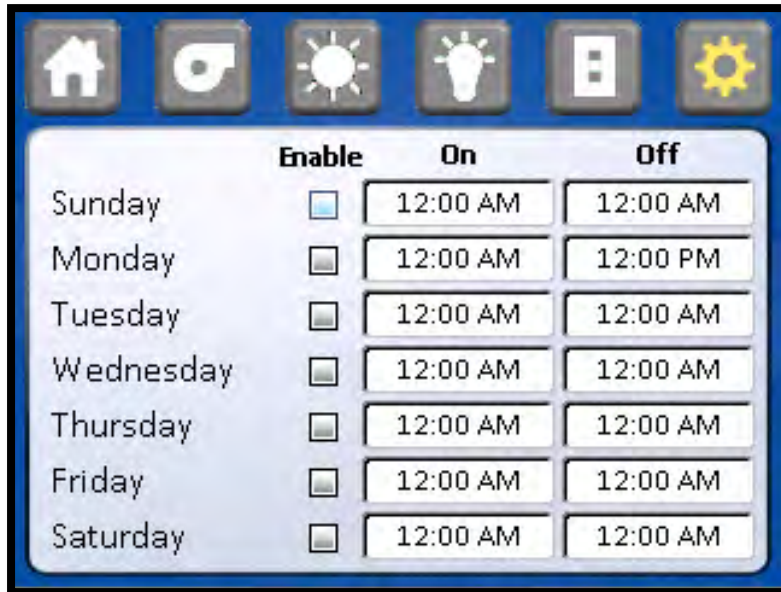 Enable On Off
Sunday 12:00 AM 12:00 AM
Monday 12:00 AM 12:00 PM
Tuesday 12:00 AM 12:00 AM
Wednesday 12:00 AM 12:00 AM
Thursday 12:00 AM 12:00 AM
Friday 12:00 AM 12:00 AM
Saturday 12:00 AM 12:00 AM